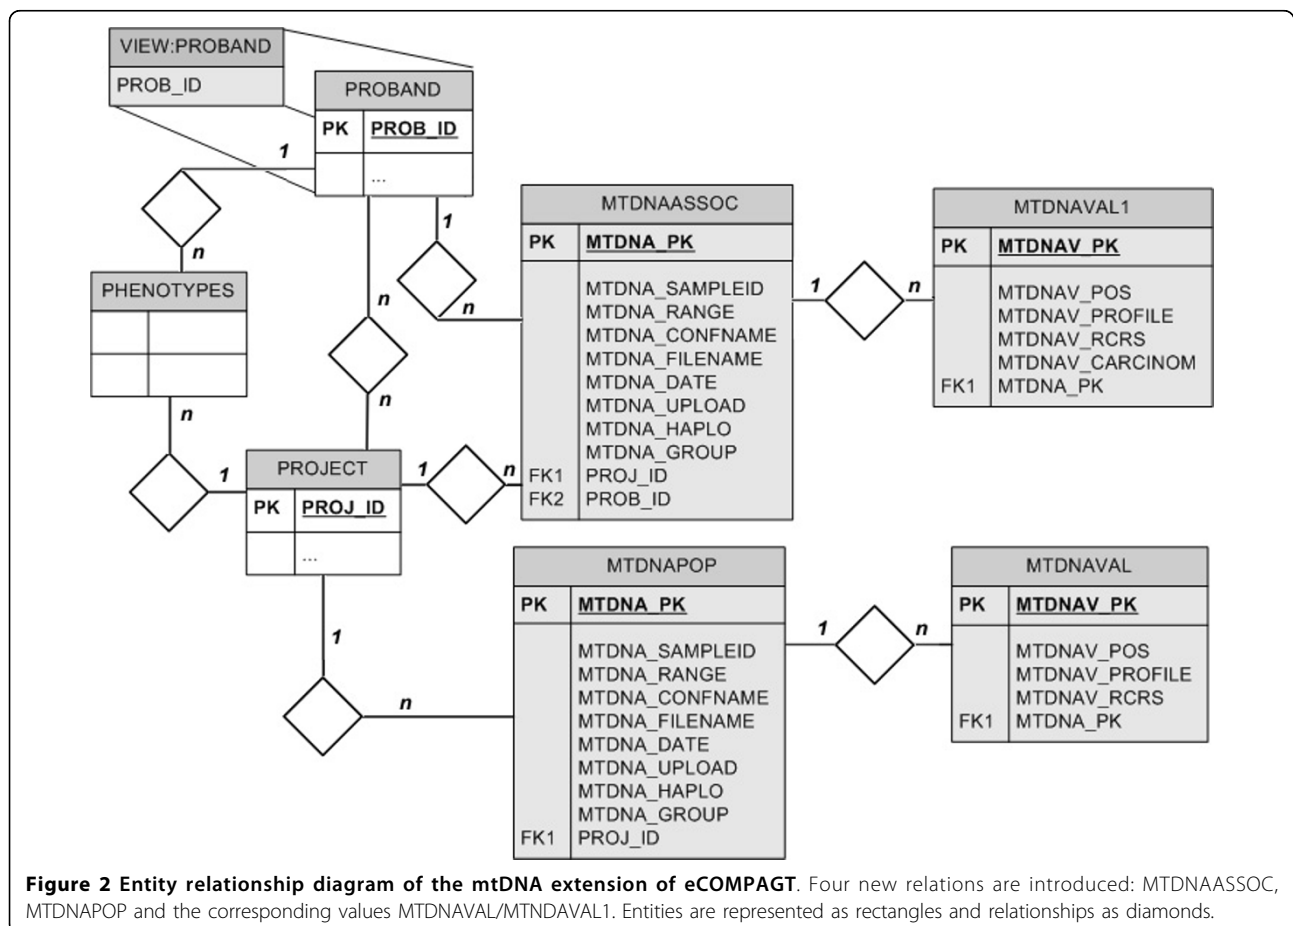 VIEW:PROBAND
PROB_ID
PROBAND
PK PROB_ID
...
1
n
PHENOTYPES
n
1
1
n
n
n
PROJECT
PK PROJ_ID
...
1
n
1
n
MTDNAASSOC
PK MTDNA_PK
MTDNA_SAMPLEID
MTDNA_RANGE
MTDNA_CONFNAME
MTDNA_FILENAME
MTDNA_DATE
MTDNA_UPLOAD
MTDNA_HAPLO
MTDNA_GROUP
FK1 PROJ_ID
FK2 PROB_ID
1
n
MTDNAVAL1
PK MTDNAV_PK
MTDNAV_POS
MTDNAV_PROFILE
MTDNAV_RCRS
MTDNAV_CARCINOM
FK1 MTDNA_PK
MTDNAPOP
PK MTDNA_PK
MTDNA_SAMPLEID
MTDNA_RANGE
MTDNA_CONFNAME
MTDNA_FILENAME
MTDNA_DATE
MTDNA_UPLOAD
MTDNA_HAPLO
MTDNA_GROUP
FK1 PROJ_ID
1
n
MTDNAVAL
PK MTDNAV_PK
MTDNAV_POS
MTDNAV_PROFILE
MTDNAV_RCRS
FK1 MTDNA_PK
Figure 2 Entity relationship diagram of the mtDNA extension of eCOMPAGT. Four new relations are introduced: MTDNAASSOC,
MTDNAPOP and the corresponding values MTDNAVAL/MTNDAVAL1. Entities are represented as rectangles and relationships as diamonds.